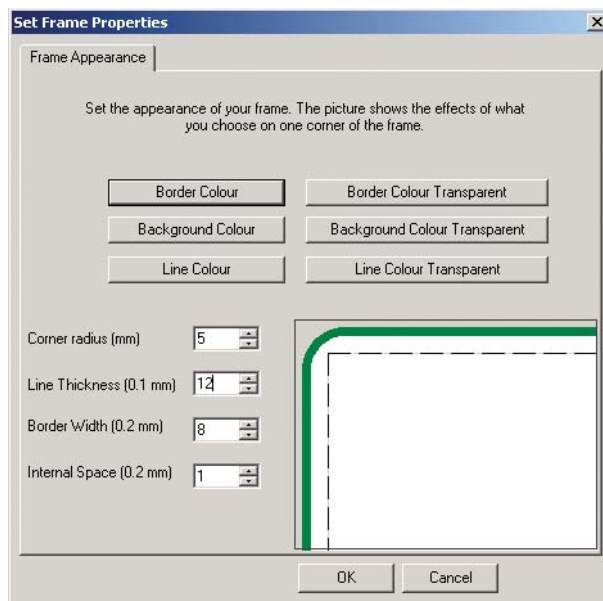 Set Frame Properties
Frame Appearance
Set the appearance of your frame. The picture shows the effects of what
you choose on one corner of the frame.
Border Colour
Border Colour Transparent
Background Colour
Background Colour Transparent
Line Colour
Line Colour Transparent
Corner radius (mm)
5
Line Thickness (0.1 mm)
12
Border Width (0.2 mm)
8
Internal Space (0.2 mm)
1
OK
Cancel